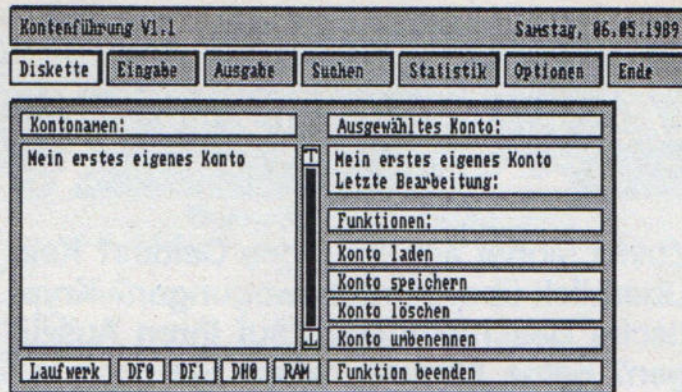 Kontenführung V1.1 Samstag, 06.05.1989
Diskette Eingabe Ausgabe Suchen Statistik Optionen Ende
Kontonamen:
Mein erstes eigenes Konto
Ausgewähltes Konto:
Mein erstes eigenes Konto
Letzte Bearbeitung:
Funktionen:
Konto laden
Konto speichern
Konto löschen
Konto umbenennen
Laufwerk DF0 DF1 DH0 RAM
Funktion beenden